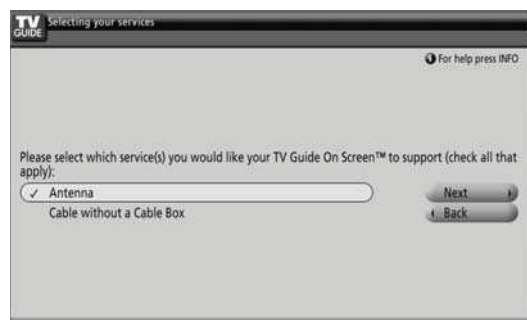 TV
GUIDE
Selecting your services
For help press INFO
Please select which service(s) you would like your TV Guide On Screen™ to support (check all that
apply):
✓ Antenna
Next
Cable without a Cable Box
Back